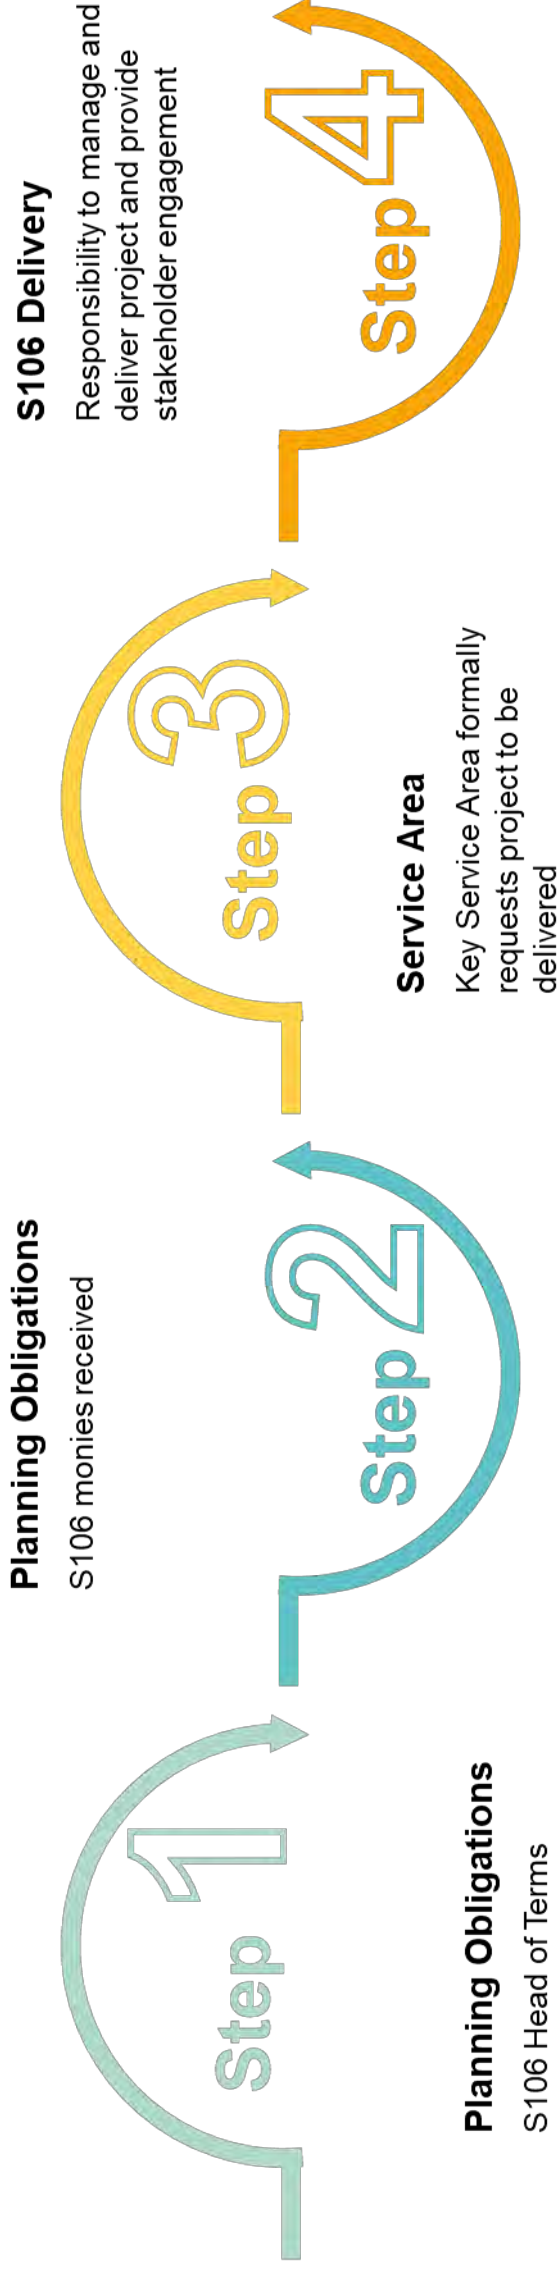 Step 1
Planning Obligations
S106 Head of Terms
Planning Obligations
S106 monies received
Step 2
Step 3
Service Area
Key Service Area formally
requests project to be
delivered
S106 Delivery
Responsibility to manage and
deliver project and provide
stakeholder engagement
Step 4